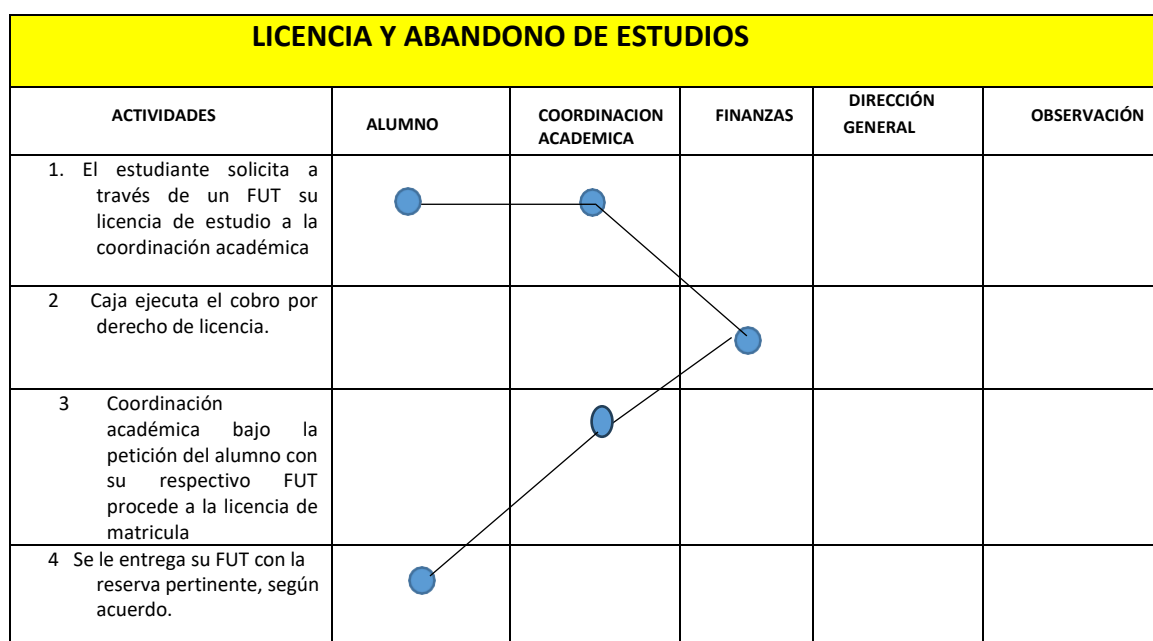 LICENCIA Y ABANDONO DE ESTUDIOS
ACTIVIDADES
ALUMNO
COORDINACION
ACADEMICA
FINANZAS
DIRECCIÓN
GENERAL
OBSERVACIÓN
1. El estudiante solicita a
través de un FUT su
licencia de estudio a la
coordinación académica
2 Caja ejecuta el cobro por
derecho de licencia.
3 Coordinación
académica bajo la
petición del alumno con
su respectivo FUT
procede a la licencia de
matricula
4 Se le entrega su FUT con la
reserva pertinente, según
acuerdo.